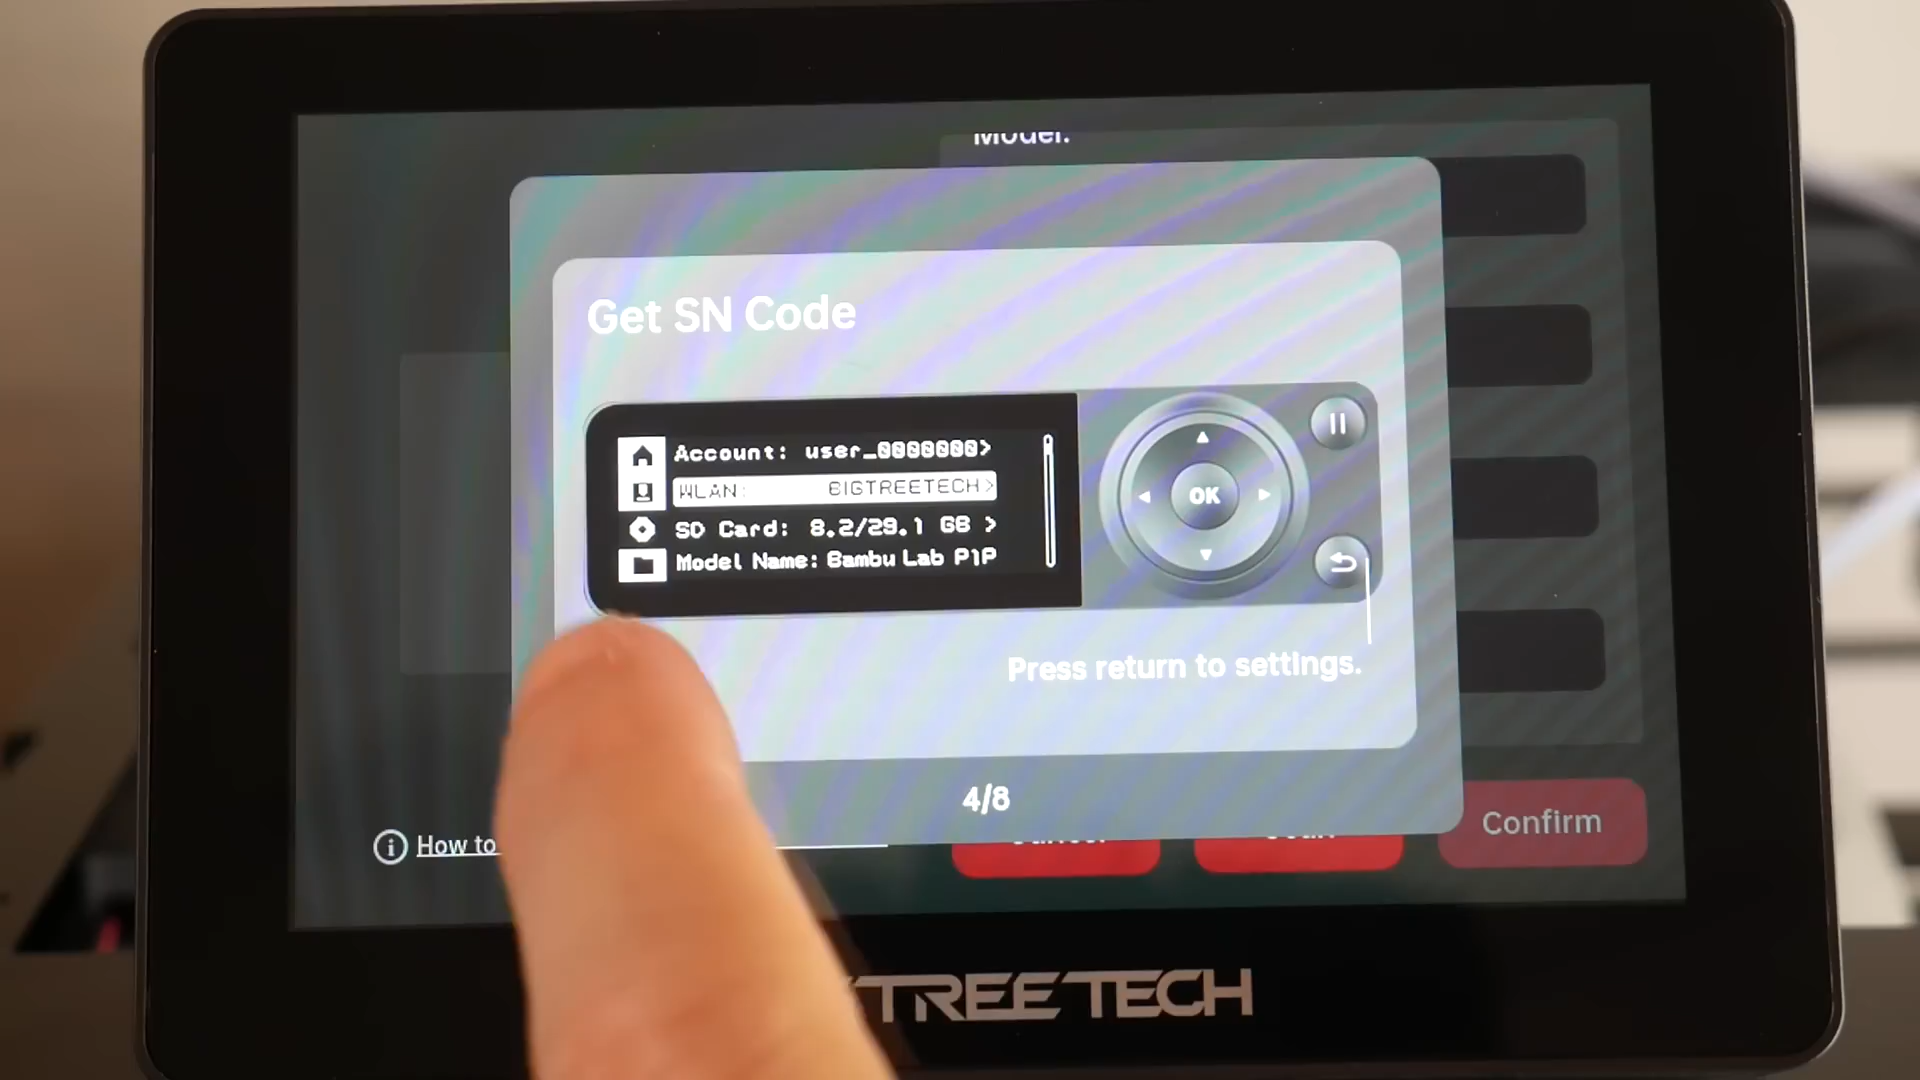 Model:
Get SN Code
Account: user_0000000>
WLAN: BIGTREETECH>
SD Card: 8.2/29.1 GB >
Model Name: Bambu Lab P1P
OK
Press return to settings.
4/8
How to
Confirm
TREE TECH